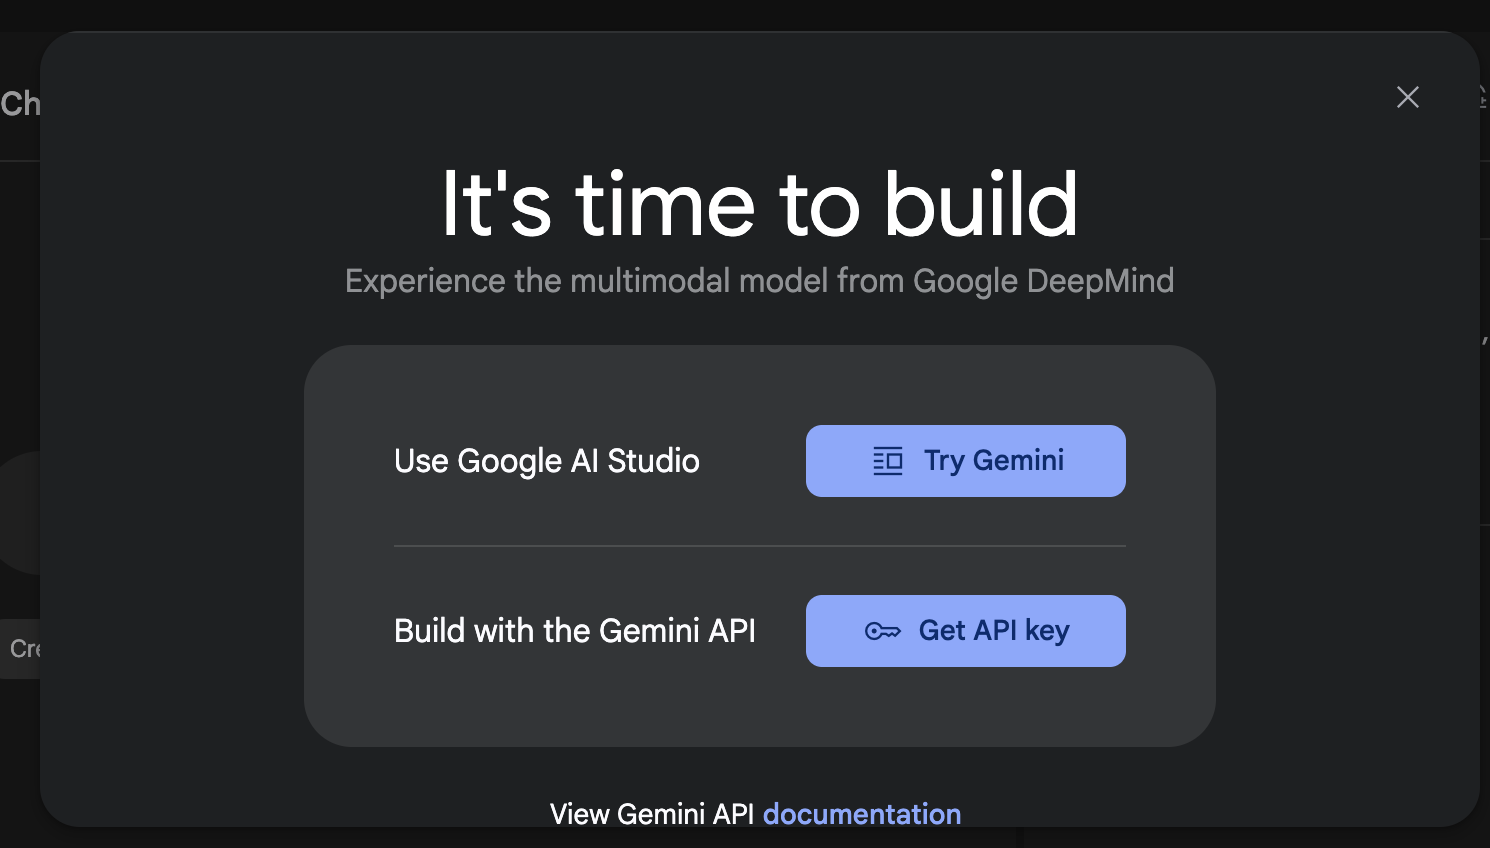 Ch
It's time to build
Experience the multimodal model from Google DeepMind
Use Google AI Studio
Try Gemini
Build with the Gemini API
Get API key
Cre
View Gemini API documentation